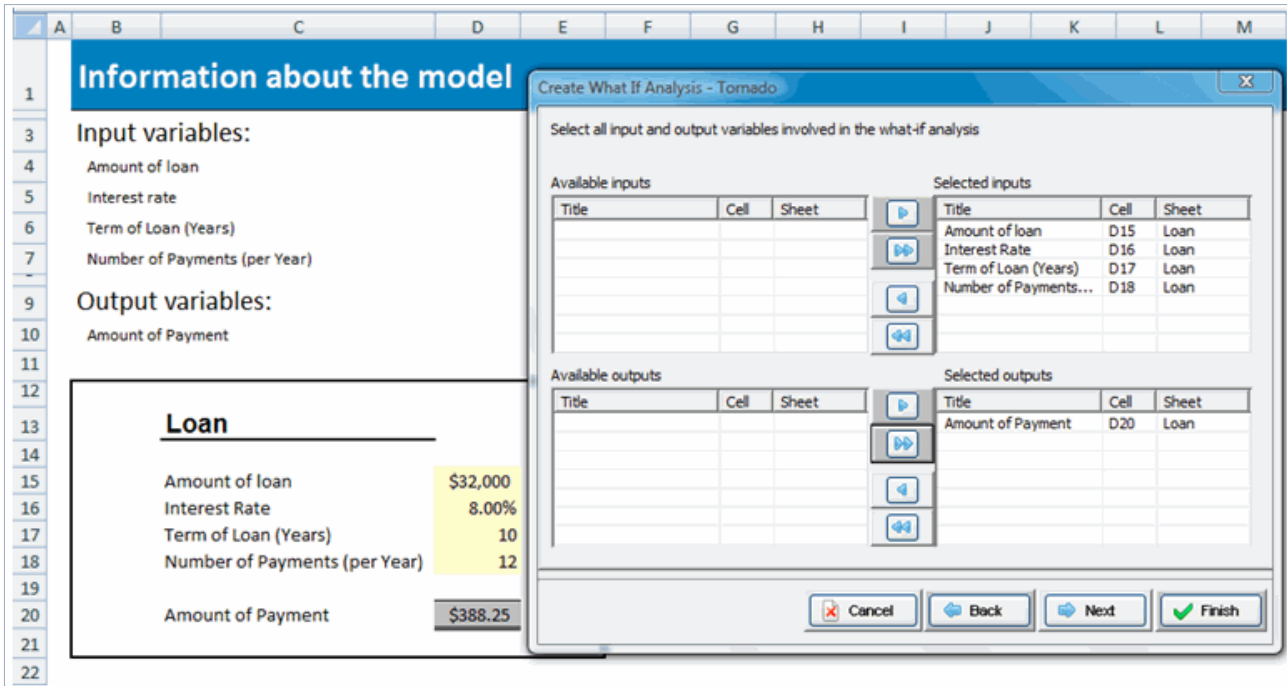 A B C D E F G H I J K L M
1 Information about the model
3 Input variables:
4 Amount of loan
5 Interest rate
6 Term of Loan (Years)
7 Number of Payments (per Year)
9 Output variables:
10 Amount of Payment
11
12
13 Loan
14
15 Amount of loan $32,000
16 Interest Rate 8.00%
17 Term of Loan (Years) 10
18 Number of Payments (per Year) 12
19
20 Amount of Payment $388.25
21
22
Create What If Analysis - Tornado
Select all input and output variables involved in the what-if analysis
Available inputs
Title Cell Sheet
Selected inputs
Title Cell Sheet
Amount of loan D15 Loan
Interest Rate D16 Loan
Term of Loan (Years) D17 Loan
Number of Payments... D18 Loan
Available outputs
Title Cell Sheet
Selected outputs
Title Cell Sheet
Amount of Payment D20 Loan
Cancel Back Next Finish